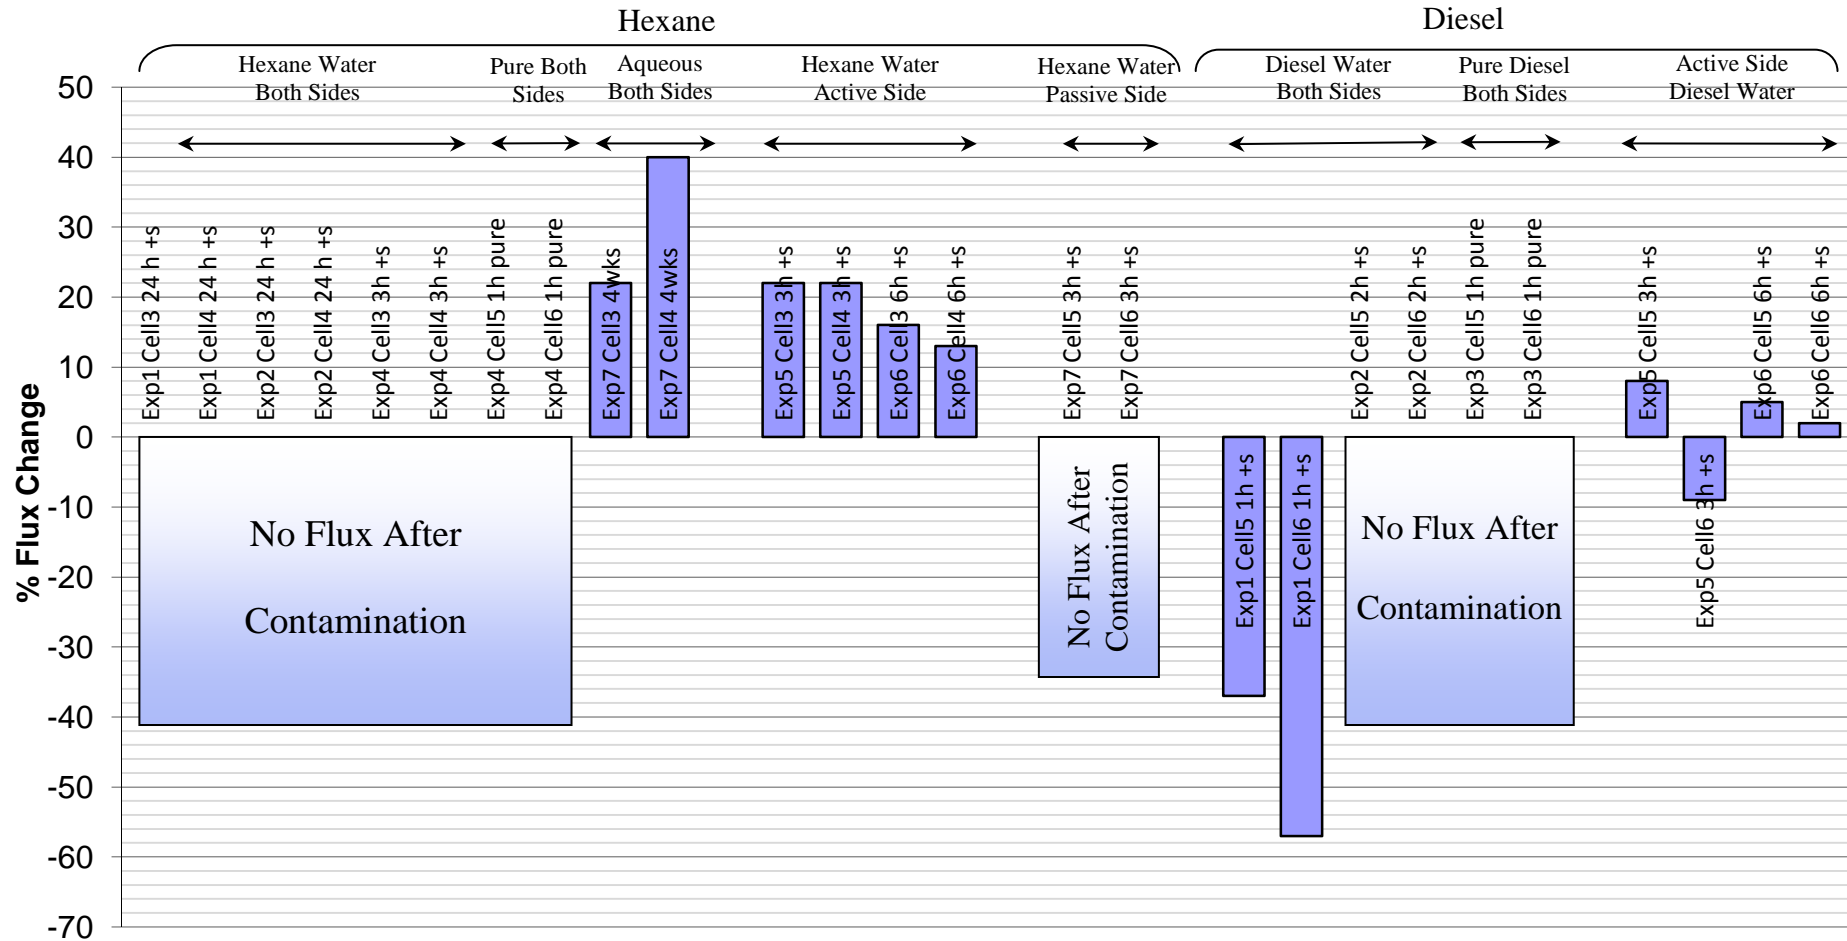 Hexane
Diesel
Hexane Water
Both Sides
Pure Both
Sides
Aqueous
Both Sides
Hexane Water
Active Side
Hexane Water
Passive Side
Diesel Water
Both Sides
Pure Diesel
Both Sides
Active Side
Diesel Water
% Flux Change
50
40
30
20
10
0
-10
-20
-30
-40
-50
-60
-70
Exp1 Cell3 24 h +s
Exp1 Cell4 24 h +s
Exp2 Cell3 24 h +s
Exp2 Cell4 24 h +s
Exp4 Cell3 3h +s
Exp4 Cell4 3h +s
Exp4 Cell5 1h pure
Exp4 Cell6 1h pure
Exp7 Cell3 4wks
Exp7 Cell4 4wks
Exp5 Cell3 3h +s
Exp5 Cell4 3h +s
Exp6 Cell3 6h +s
Exp6 Cell4 6h +s
Exp7 Cell5 3h +s
Exp7 Cell6 3h +s
Exp1 Cell5 1h +s
Exp1 Cell6 1h +s
Exp2 Cell5 2h +s
Exp2 Cell6 2h +s
Exp3 Cell5 1h pure
Exp3 Cell6 1h pure
Exp5 Cell5 3h +s
Exp5 Cell6 3h +s
Exp6 Cell5 6h +s
Exp6 Cell6 6h +s
No Flux After
Contamination
No Flux After
Contamination
No Flux After
Contamination